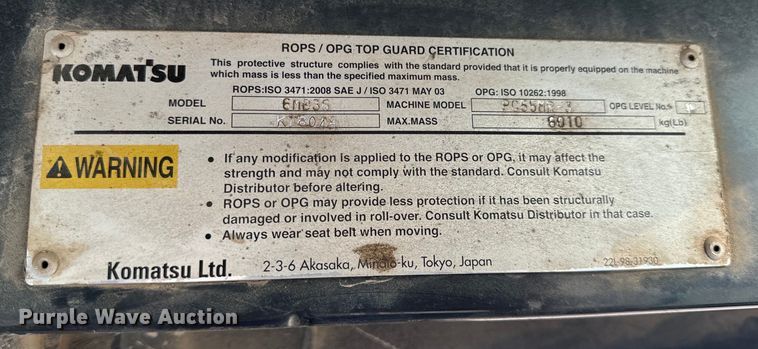 ROPS / OPG TOP GUARD CERTIFICATION
KOMATSU
This protective structure complies with the standard provided that it is properly equipped on the machine
which mass is less than the specified maximum mass.
ROPS:ISO 3471:2008 SAE J / ISO 3471 MAY 03 OPG: ISO 10262:1998
MODEL MACHINE MODEL PC55MR-3 OPG LEVEL No.
SERIAL No. MAX.MASS 6010 kg(Lb)
WARNING
• If any modification is applied to the ROPS or OPG, it may affect the
strength and may not comply with the standard. Consult Komatsu
Distributor before altering.
• ROPS or OPG may provide less protection if it has been structurally
damaged or involved in roll-over. Consult Komatsu Distributor in that case.
• Always wear seat belt when moving.
Komatsu Ltd. 2-3-6 Akasaka, Minato-ku, Tokyo, Japan 22L-98-31930
Purple Wave Auction